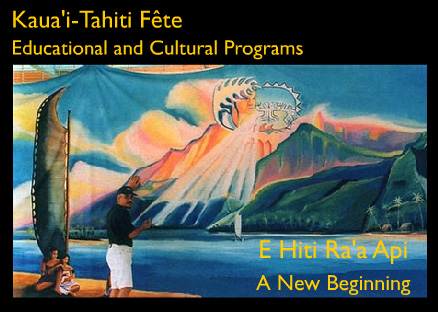 Kaua'i-Tahiti Fête
Educational and Cultural Programs
E Hiti Ra'a Api
A New Beginning